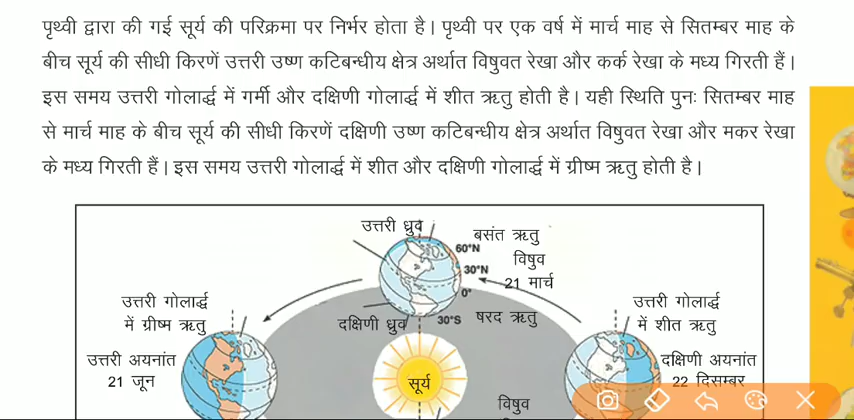 पृथ्वी द्वारा की गई सूर्य की परिक्रमा पर निर्भर होता है। पृथ्वी पर एक वर्ष में मार्च माह से सितम्बर माह के
बीच सूर्य की सीधी किरणें उत्तरी उष्ण कटिबन्धीय क्षेत्र अर्थात विषुवत रेखा और कर्क रेखा के मध्य गिरती हैं।
इस समय उत्तरी गोलार्द्ध में गर्मी और दक्षिणी गोलार्द्ध में शीत ऋतु होती है। यही स्थिति पुनः सितम्बर माह
से मार्च माह के बीच सूर्य की सीधी किरणें दक्षिणी उष्ण कटिबन्धीय क्षेत्र अर्थात विषुवत रेखा और मकर रेखा
के मध्य गिरती हैं। इस समय उत्तरी गोलार्द्ध में शीत और दक्षिणी गोलार्द्ध में ग्रीष्म ऋतु होती है।
उत्तरी ध्रुव
बसंत ऋतु
60°N
विषुव
30°N
21 मार्च
0°
उत्तरी गोलार्द्ध
में ग्रीष्म ऋतु
दक्षिणी ध्रुव
30°S
षरद ऋतु
उत्तरी गोलार्द्ध
में शीत ऋतु
उत्तरी अयनांत
21 जून
सूर्य
दक्षिणी अयनांत
22 दिसम्बर
विषुव